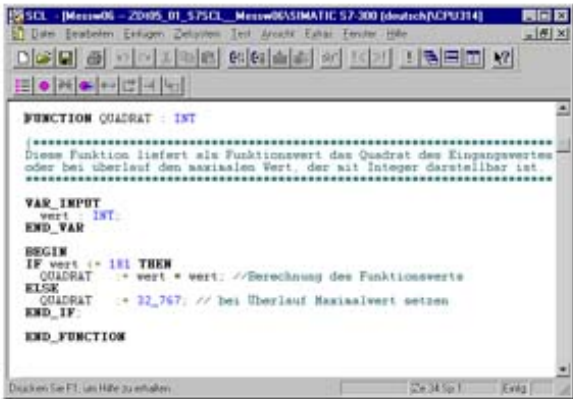 SCL - [Messw06 - ZDt05_01_S7SCL__Messw06\SIMATIC S7-300 (deutsch)\CPU314]
Datei Bearbeiten Einfügen Zielsystem Test Ansicht Extras Fenster Hilfe
FUNCTION QUADRAT : INT
(*********************************************************
Diese Funktion liefert als Funktionswert das Quadrat des Eingangswertes
oder bei überlauf den maximalen Wert, der mit Integer darstellbar ist.
*********************************************************
VAR_INPUT
wert : INT;
END_VAR
BEGIN
IF wert <= 181 THEN
QUADRAT := wert * wert; //Berechnung des Funktionswerts
ELSE
QUADRAT := 32_767; // bei Überlauf Maximalwert setzen
END_IF;
END_FUNCTION
Drücken Sie F1, um Hilfe zu erhalten.
Ze 34 Sp 1 Einfg